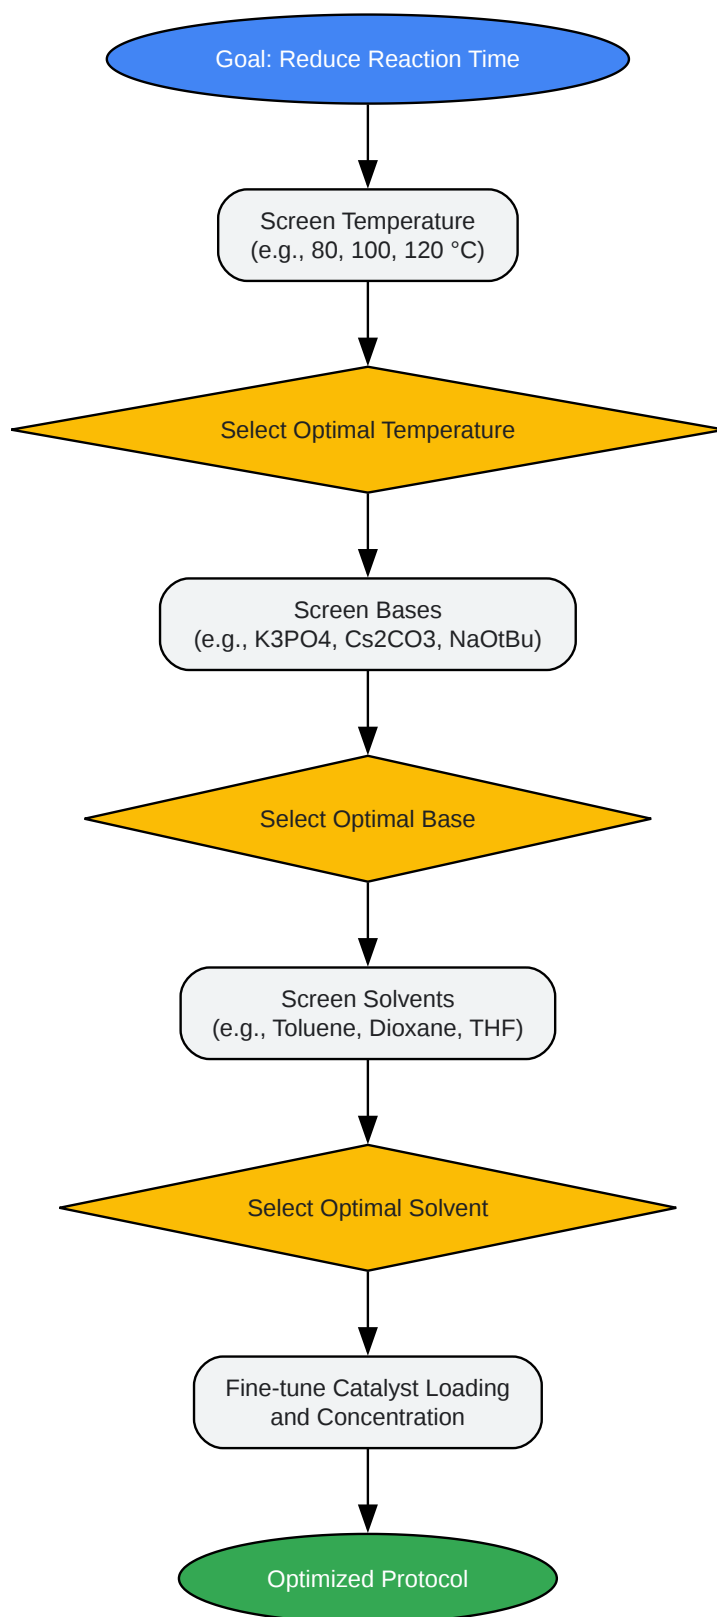 Goal: Reduce Reaction Time
Screen Temperature
(e.g., 80, 100, 120 °C)
Select Optimal Temperature
Screen Bases
(e.g., K3PO4, Cs2CO3, NaOtBu)
Select Optimal Base
Screen Solvents
(e.g., Toluene, Dioxane, THF)
Select Optimal Solvent
Fine-tune Catalyst Loading
and Concentration
Optimized Protocol